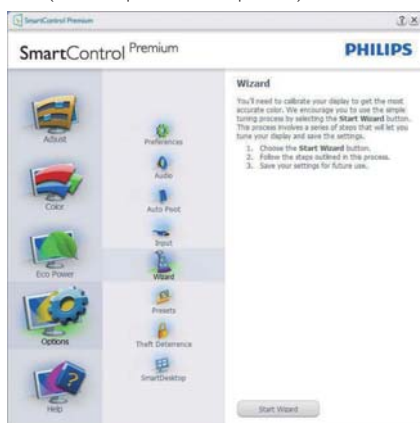 SmartControl Premium
SmartControl Premium
PHILIPS
Adjust
Color
Eco Power
Options
Help
Preferences
Audio
Auto Pivot
Input
Wizard
Presets
Theft Deterrence
SmartDesktop
Wizard
You'll need to calibrate your display to get the most
accurate color. We encourage you to use the simple
tuning process by selecting the Start Wizard button.
This process involves a series of steps that will let you
tune your display and save the settings.
1. Choose the Start Wizard button.
2. Follow the steps outlined in the process.
3. Save your settings for future use.
Start Wizard